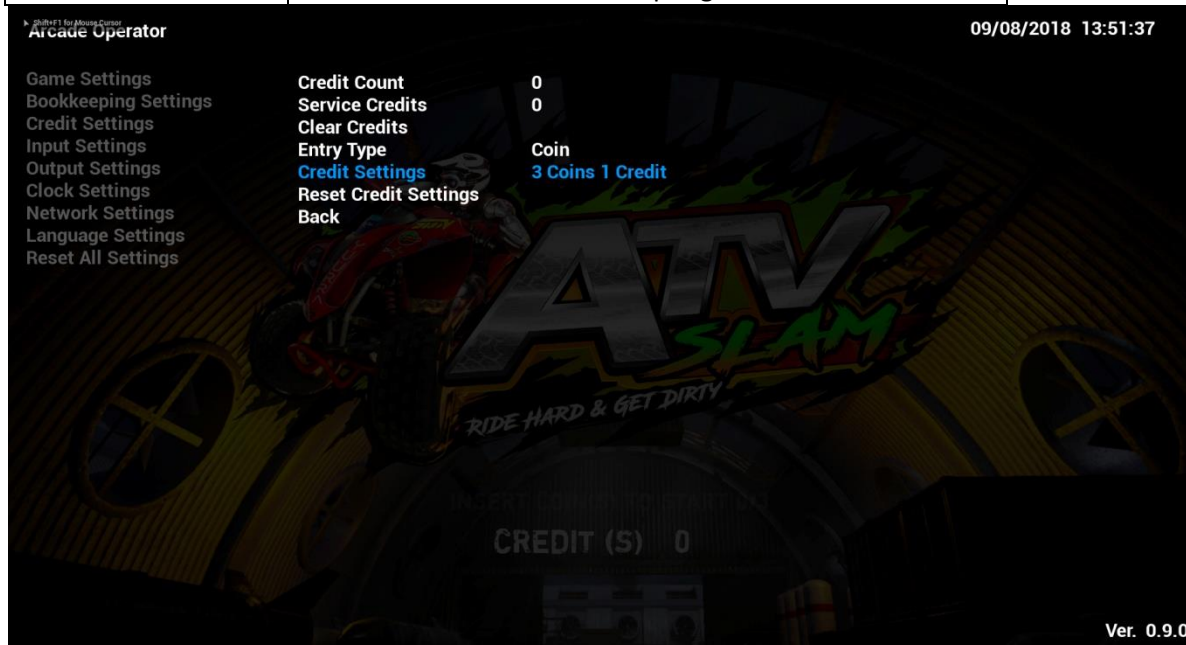 Shift+F1 for Mouse Cursor
Arcade Operator
09/08/2018 13:51:37
Game Settings
Bookkeeping Settings
Credit Settings
Input Settings
Output Settings
Clock Settings
Network Settings
Language Settings
Reset All Settings
Credit Count 0
Service Credits 0
Clear Credits
Entry Type Coin
Credit Settings 3 Coins 1 Credit
Reset Credit Settings
Back
ATV
SLAM
RIDE HARD & GET DIRTY
CREDIT (S) 0
Ver. 0.9.0